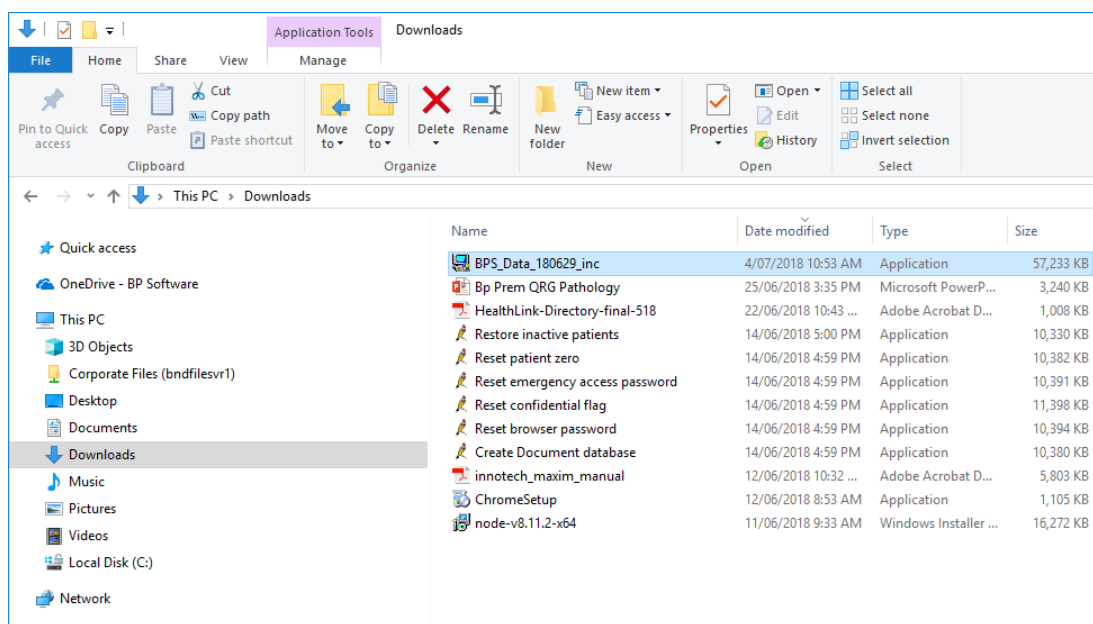 Application Tools Downloads
File Home Share View Manage
Pin to Quick access
Copy
Paste
Cut
Copy path
Paste shortcut
Move to
Copy to
Delete
Rename
New folder
New item
Easy access
Properties
Open
Edit
History
Select all
Select none
Invert selection
Clipboard Organize New Open Select
This PC Downloads
Quick access
OneDrive - BP Software
This PC
3D Objects
Corporate Files (bndfilesvr1)
Desktop
Documents
Downloads
Music
Pictures
Videos
Local Disk (C:)
Network
Name Date modified Type Size
BPS_Data_180629_inc 4/07/2018 10:53 AM Application 57,233 KB
Bp Prem QRG Pathology 25/06/2018 3:35 PM Microsoft PowerP... 3,240 KB
HealthLink-Directory-final-518 22/06/2018 10:43 ... Adobe Acrobat D... 1,008 KB
Restore inactive patients 14/06/2018 5:00 PM Application 10,330 KB
Reset patient zero 14/06/2018 4:59 PM Application 10,382 KB
Reset emergency access password 14/06/2018 4:59 PM Application 10,391 KB
Reset confidential flag 14/06/2018 4:59 PM Application 11,398 KB
Reset browser password 14/06/2018 4:59 PM Application 10,394 KB
Create Document database 14/06/2018 4:59 PM Application 10,380 KB
innotech_maxim_manual 12/06/2018 10:32 ... Adobe Acrobat D... 5,803 KB
ChromeSetup 12/06/2018 8:53 AM Application 1,105 KB
node-v8.11.2-x64 11/06/2018 9:33 AM Windows Installer ... 16,272 KB